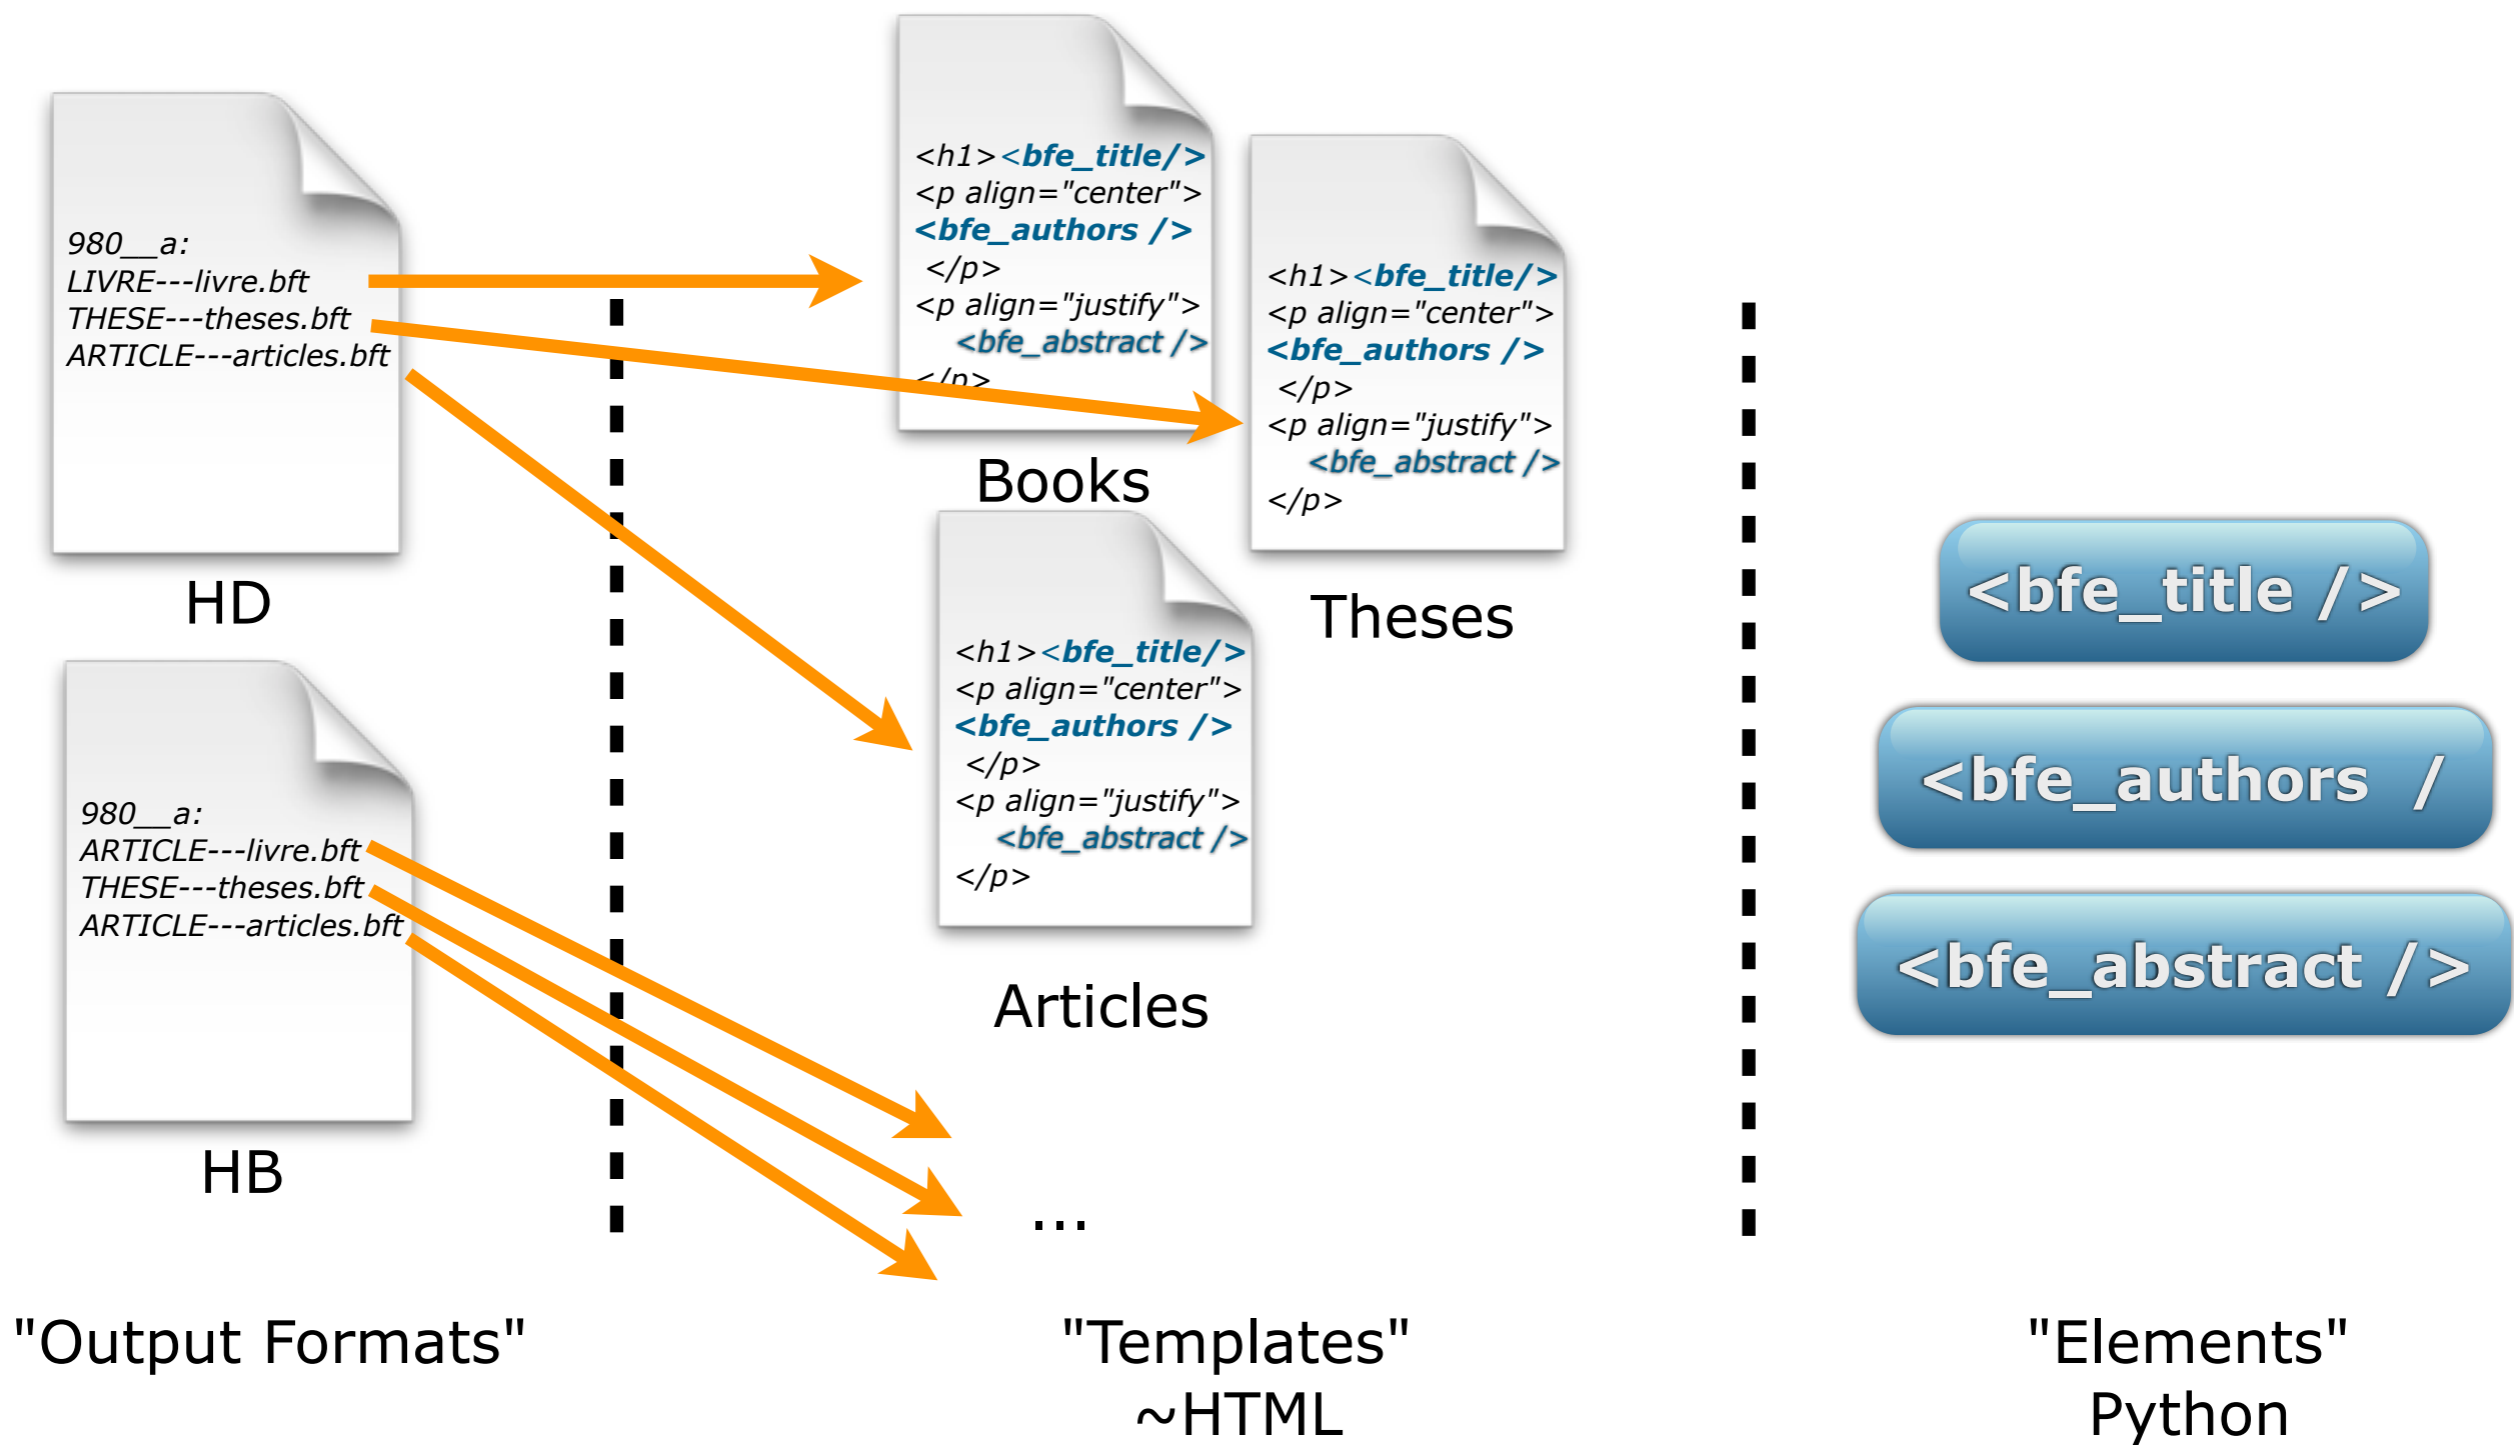 980__a:
LIVRE---livre.bft
THESE---theses.bft
ARTICLE---articles.bft
HD
980__a:
ARTICLE---livre.bft
THESE---theses.bft
ARTICLE---articles.bft
HB
"Output Formats"
<h1><bfe_title/>
<p align="center">
<bfe_authors />
</p>
<p align="justify">
<bfe_abstract />
</p>
Books
<h1><bfe_title/>
<p align="center">
<bfe_authors />
</p>
<p align="justify">
<bfe_abstract />
</p>
Theses
<h1><bfe_title/>
<p align="center">
<bfe_authors />
</p>
<p align="justify">
<bfe_abstract />
</p>
Articles
...
"Templates"
~HTML
<bfe_title />
<bfe_authors /
<bfe_abstract />
"Elements"
Python